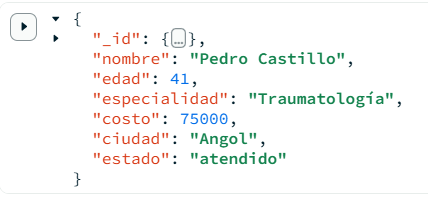 {
"_id": {...},
"nombre": "Pedro Castillo",
"edad": 41,
"especialidad": "Traumatología",
"costo": 75000,
"ciudad": "Angol",
"estado": "atendido"
}